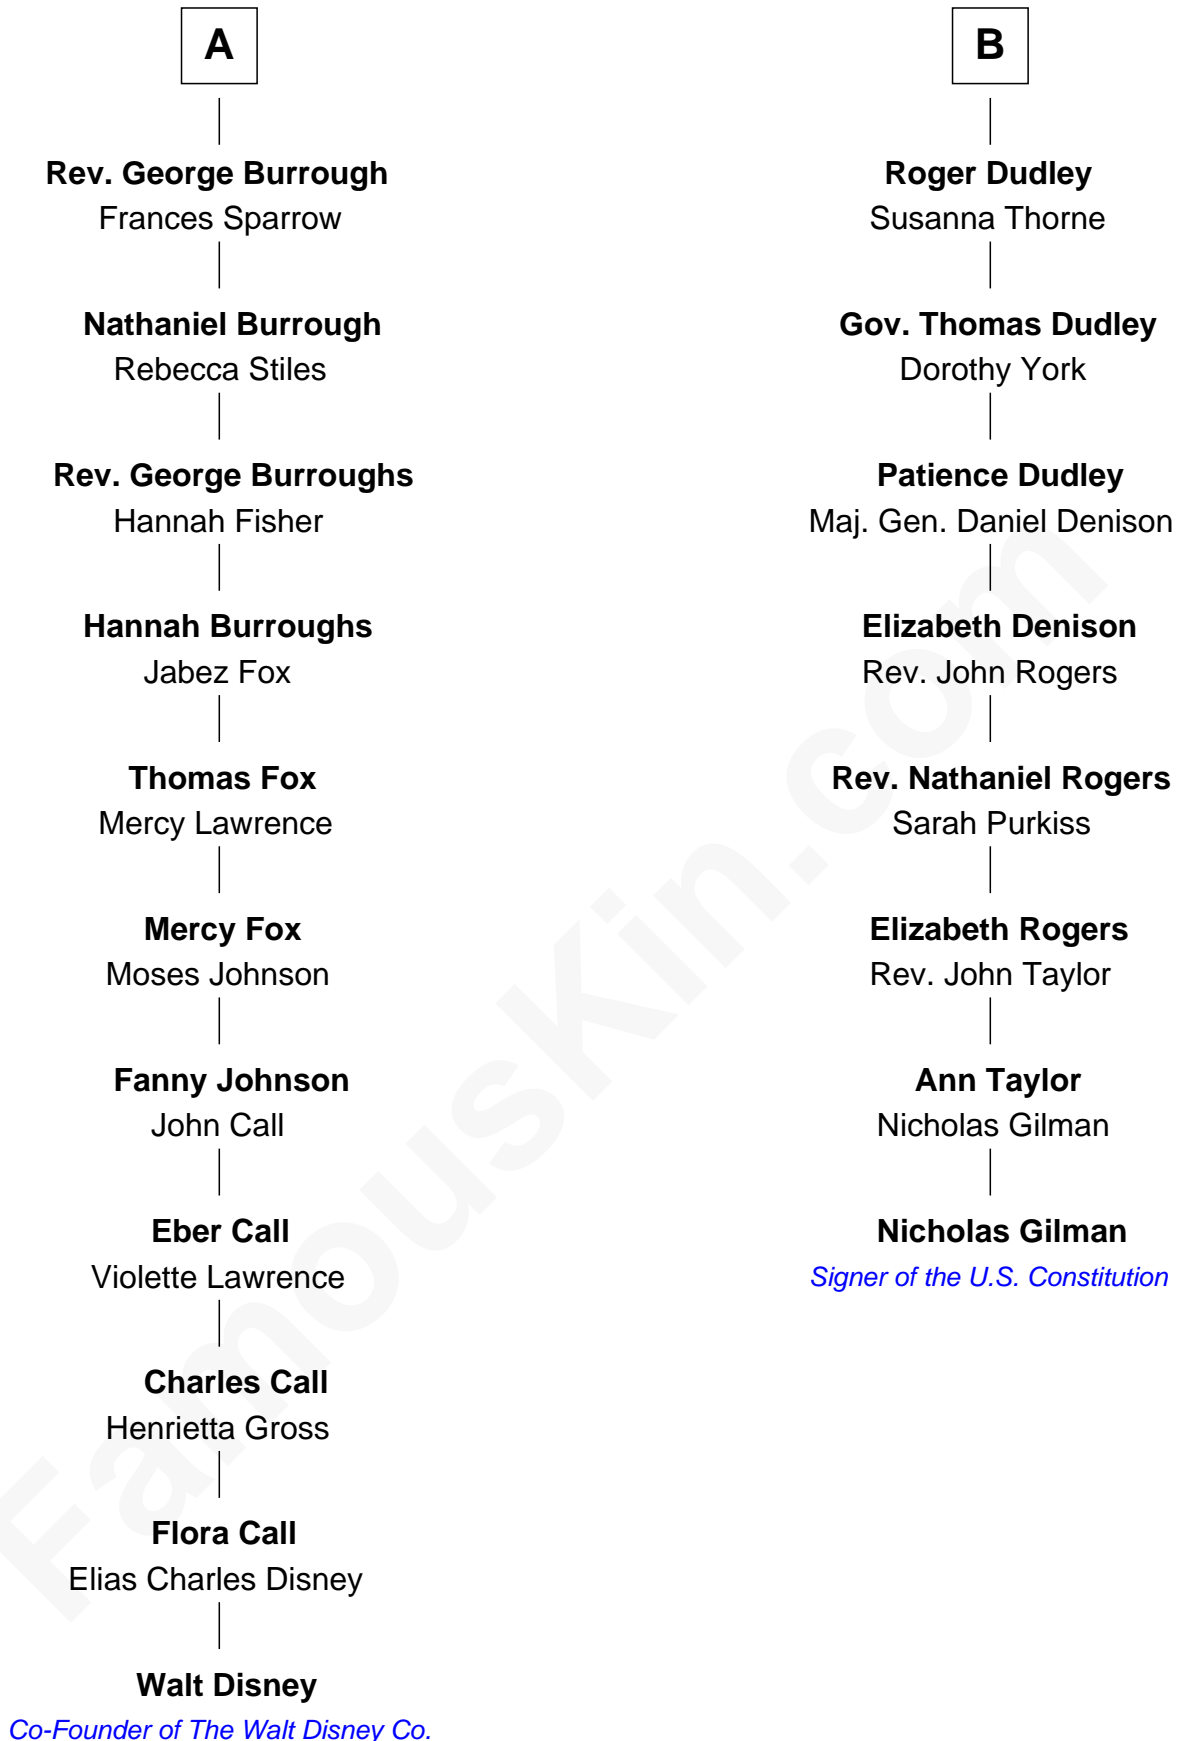 A
Rev. George Burrough
Frances Sparrow
Nathaniel Burrough
Rebecca Stiles
Rev. George Burroughs
Hannah Fisher
Hannah Burroughs
Jabez Fox
Thomas Fox
Mercy Lawrence
Mercy Fox
Moses Johnson
Fanny Johnson
John Call
Eber Call
Violette Lawrence
Charles Call
Henrietta Gross
Flora Call
Elias Charles Disney
Walt Disney
Co-Founder of The Walt Disney Co.
B
Roger Dudley
Susanna Thorne
Gov. Thomas Dudley
Dorothy York
Patience Dudley
Maj. Gen. Daniel Denison
Elizabeth Denison
Rev. John Rogers
Rev. Nathaniel Rogers
Sarah Purkiss
Elizabeth Rogers
Rev. John Taylor
Ann Taylor
Nicholas Gilman
Nicholas Gilman
Signer of the U.S. Constitution
FamousKin.com